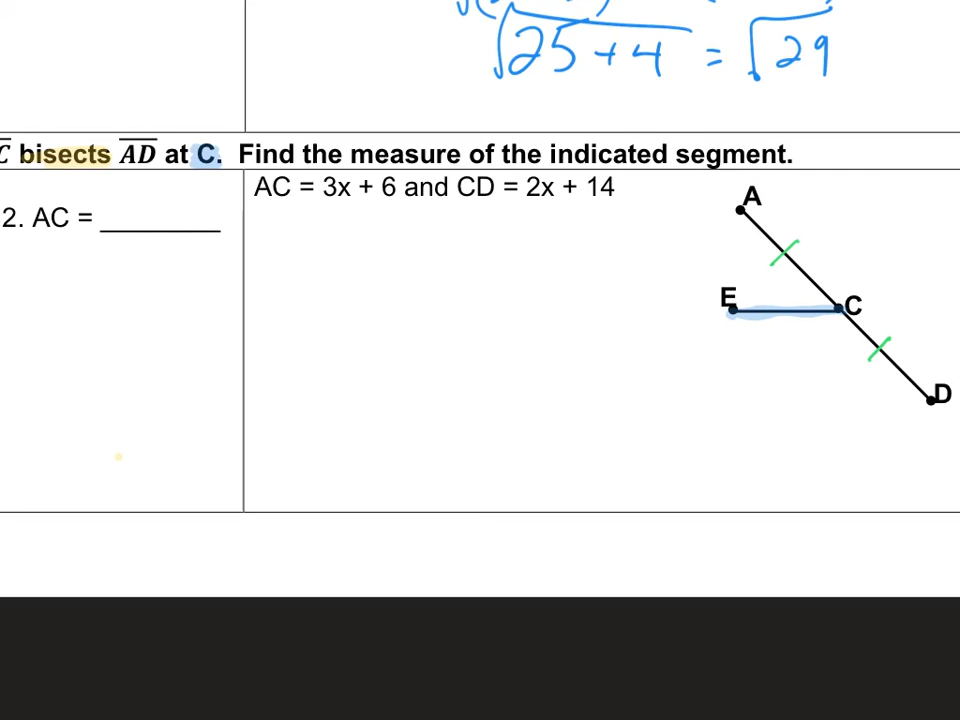 √25 + 4 = √29
C bisects AD at C. Find the measure of the indicated segment.
AC = 3x + 6 and CD = 2x + 14
2. AC = ________
A
E
C
D